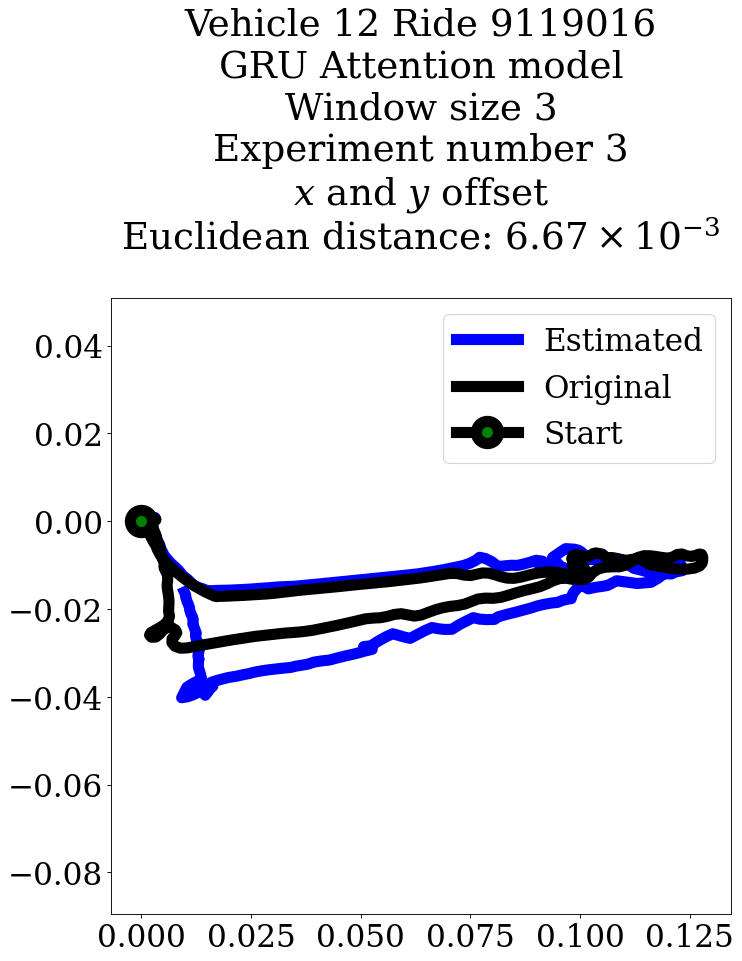 Vehicle 12 Ride 9119016
GRU Attention model
Window size 3
Experiment number 3
x and y offset
Euclidean distance: 6.67 × 10⁻³
Estimated
Original
Start
0.04
0.02
0.00
−0.02
−0.04
−0.06
−0.08
0.000 0.025 0.050 0.075 0.100 0.125